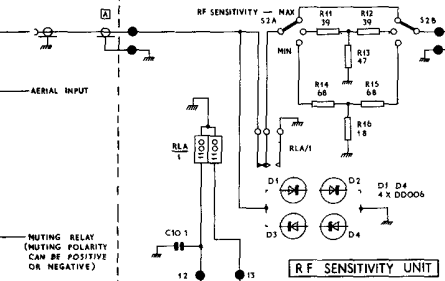 A
RF SENSITIVITY — MAX
S2A
R11
39
R12
39
S2B
MIN
R13
47
AERIAL INPUT
R14
68
R15
68
R16
18
RLA
1
RLA/1
D1
D2
D1 D4
4 X DD006
D3
D4
C10 1
MUTING RELAY
(MUTING POLARITY
CAN BE POSITIVE
OR NEGATIVE)
12
13
RF SENSITIVITY UNIT